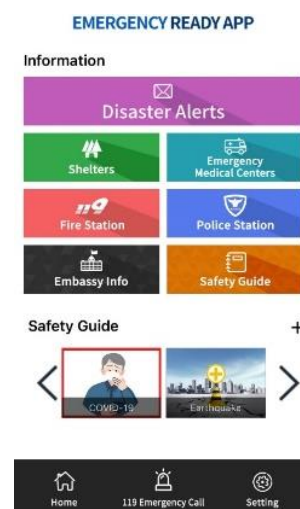 EMERGENCY READY APP
Information
Disaster Alerts
Shelters
Emergency
Medical Centers
119
Fire Station
Police Station
Embassy Info
Safety Guide
Safety Guide +
COVID-19
Earthquake
Home
119 Emergency Call
Setting